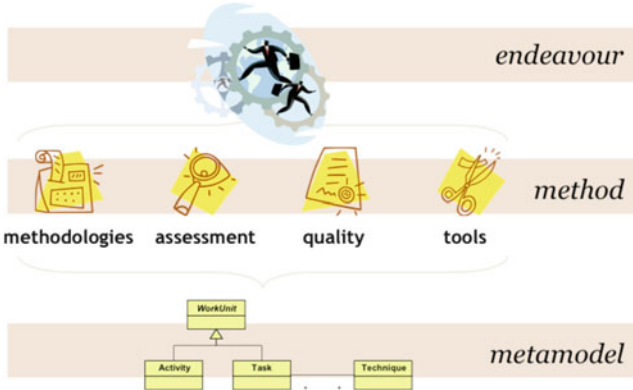 endeavour
method
methodologies assessment quality tools
WorkUnit
Activity Task Technique
metamodel